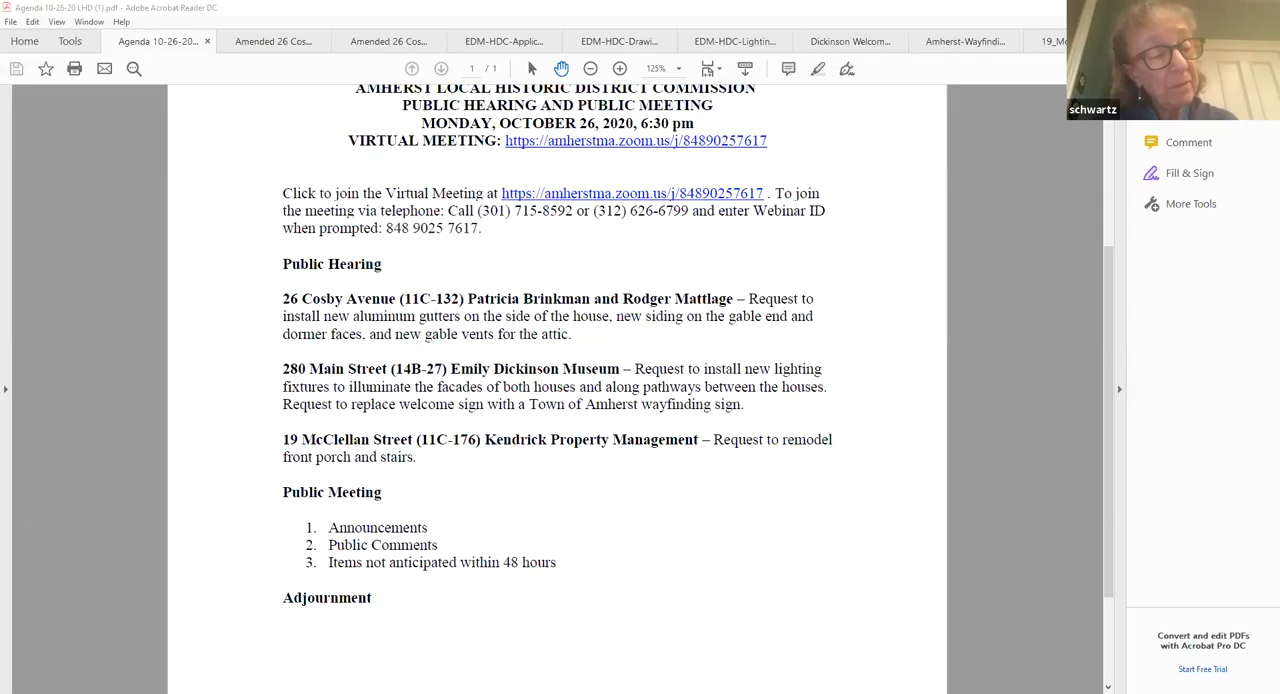 Agenda 10-26-20 LHD (1).pdf - Adobe Acrobat Reader DC
File Edit View Window Help
Home Tools Agenda 10-26-20... × Amended 26 Cos... Amended 26 Cos... EDM-HDC-Applic... EDM-HDC-Drawi... EDM-HDC-Lightin... Dickinson Welcom... Amherst-Wayfindi...
1 / 1 125%
schwartz
AMHERST LOCAL HISTORIC DISTRICT COMMISSION
PUBLIC HEARING AND PUBLIC MEETING
MONDAY, OCTOBER 26, 2020, 6:30 pm
VIRTUAL MEETING: https://amherstma.zoom.us/j/84890257617
Click to join the Virtual Meeting at https://amherstma.zoom.us/j/84890257617 . To join
the meeting via telephone: Call (301) 715-8592 or (312) 626-6799 and enter Webinar ID
when prompted: 848 9025 7617.
Public Hearing
26 Cosby Avenue (11C-132) Patricia Brinkman and Rodger Mattlage – Request to
install new aluminum gutters on the side of the house, new siding on the gable end and
dormer faces, and new gable vents for the attic.
280 Main Street (14B-27) Emily Dickinson Museum – Request to install new lighting
fixtures to illuminate the facades of both houses and along pathways between the houses.
Request to replace welcome sign with a Town of Amherst wayfinding sign.
19 McClellan Street (11C-176) Kendrick Property Management – Request to remodel
front porch and stairs.
Public Meeting
1. Announcements
2. Public Comments
3. Items not anticipated within 48 hours
Adjournment
Comment
Fill & Sign
More Tools
Convert and edit PDFs
with Acrobat Pro DC
Start Free Trial